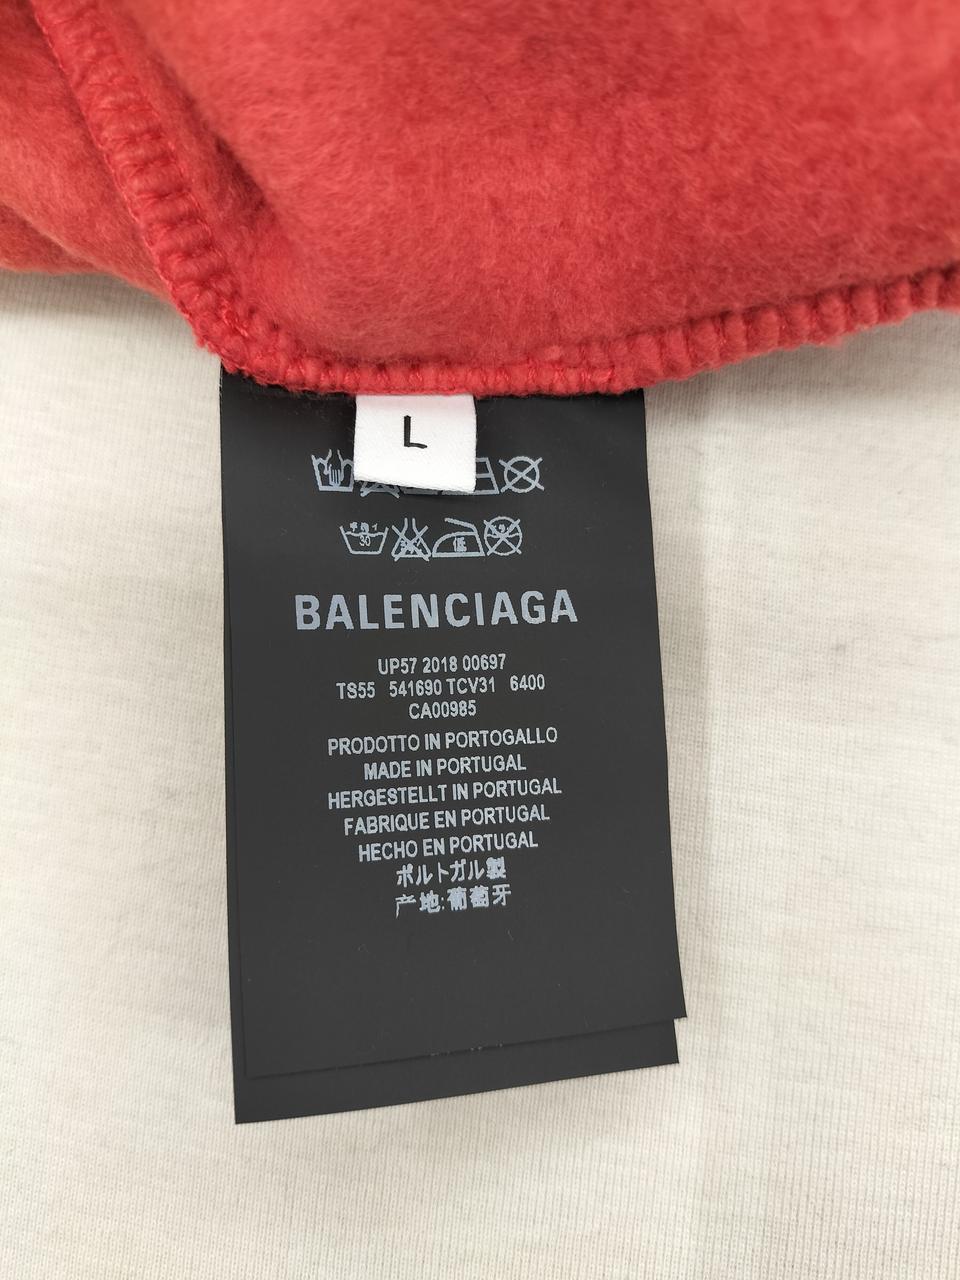 L
30
BALENCIAGA
UP57 2018 00697
TS55 541690 TCV31 6400
CA00985
PRODOTTO IN PORTOGALLO
MADE IN PORTUGAL
HERGESTELLT IN PORTUGAL
FABRIQUE EN PORTUGAL
HECHO EN PORTUGAL
ポルトガル製
产地:葡萄牙